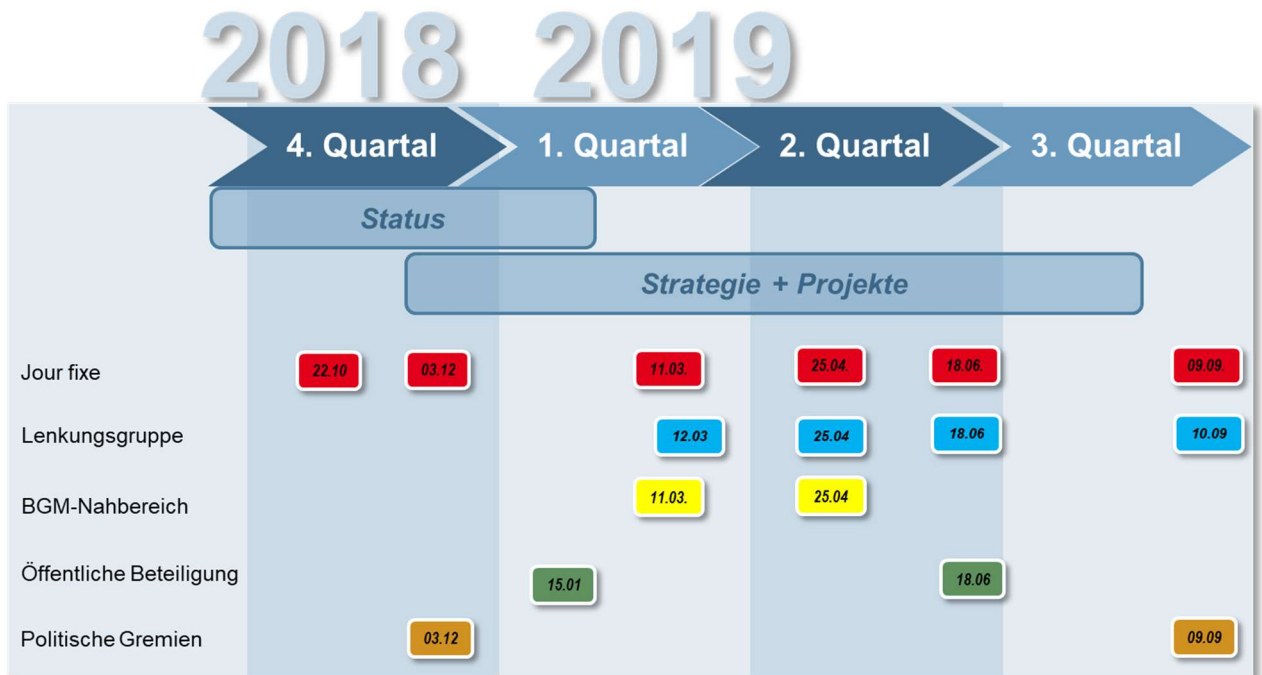 2018 2019
4. Quartal 1. Quartal 2. Quartal 3. Quartal
Status
Strategie + Projekte
Jour fixe 22.10 03.12 11.03. 25.04. 18.06. 09.09.
Lenkungsgruppe 12.03 25.04 18.06 10.09
BGM-Nahbereich 11.03. 25.04
Öffentliche Beteiligung 15.01 18.06
Politische Gremien 03.12 09.09